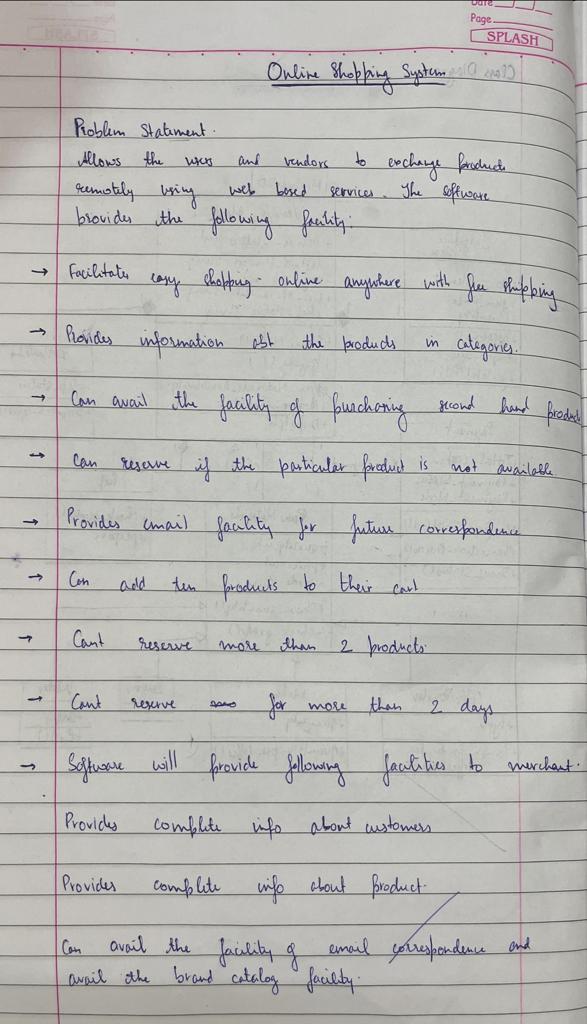 Date
Page
SPLASH
Online Shopping System
Problem Statement.
Allows the users and vendors to exchange products
remotely using web based services. The software
provides the following facility:
→ Facilitates easy shopping online anywhere with free shipping
→ Provides information abt the products in categories.
→ Can avail the facility of purchasing second hand products
→ Can reserve if the particular product is not available
→ Provides email facility for future correspondence
→ Can add ten products to their cart
→ Cant reserve more than 2 products
→ Cant reserve for more than 2 days
→ Software will provide following facilities to merchant.
Provides complete info about customers
Provides complete info about product.
Can avail the facility of email correspondence and
avail the brand catalog facility.